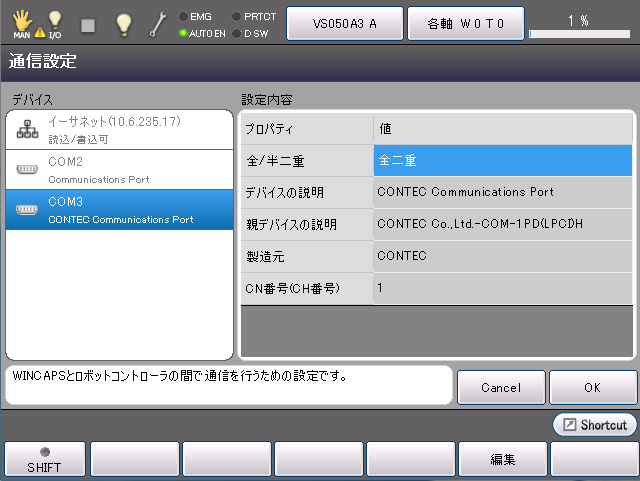 MAN
I/O
EMG
AUTO EN
PRTCT
D SW
VS050A3 A
各軸 W 0 T 0
1 %
通信設定
デバイス
イーサネット(10.6.235.17)
読込/書込可
COM2
Communications Port
COM3
CONTEC Communications Port
設定内容
プロパティ 値
全/半二重 全二重
デバイスの説明 CONTEC Communications Port
親デバイスの説明 CONTEC Co.,Ltd.-COM-1PD(LPCI)H
製造元 CONTEC
CN番号(CH番号) 1
WINCAPSとロボットコントローラの間で通信を行うための設定です。
Cancel
OK
Shortcut
SHIFT
編集